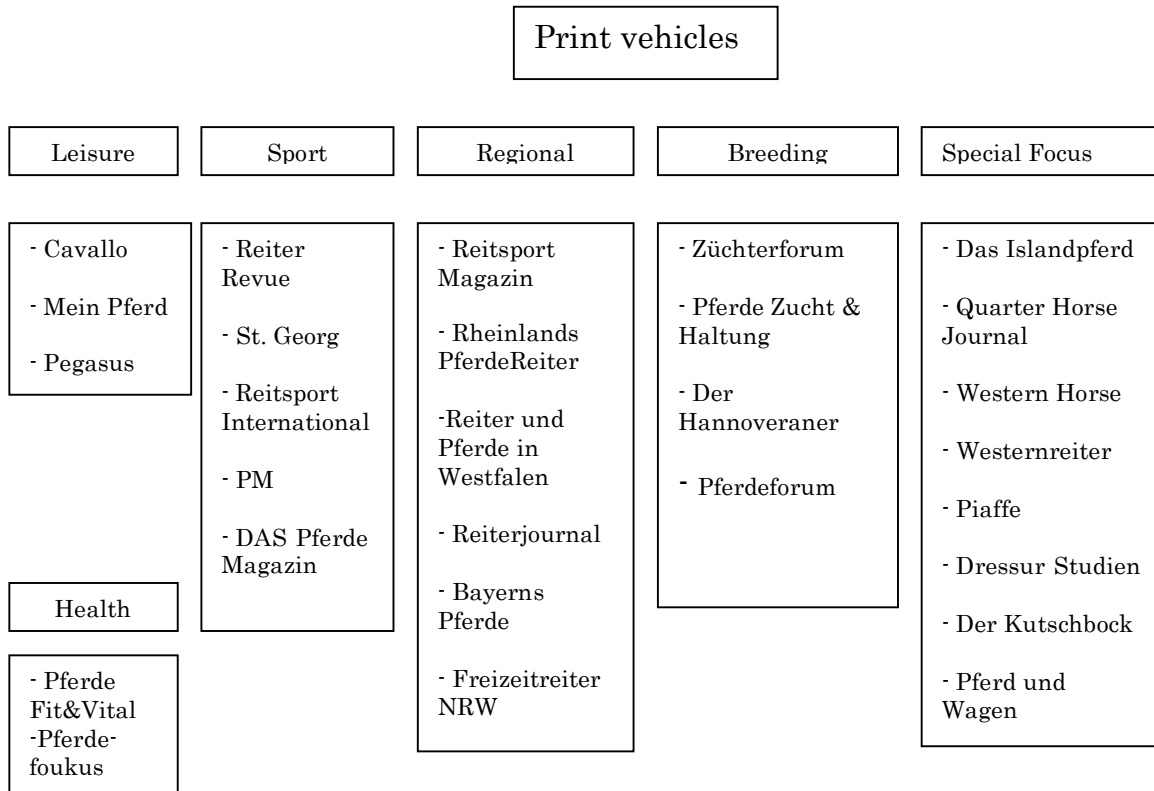 Print vehicles
Leisure
- Cavallo
- Mein Pferd
- Pegasus
Health
- Pferde
Fit&Vital
-Pferde-
foukus
Sport
- Reiter
Revue
- St. Georg
- Reitsport
International
- PM
- DAS Pferde
Magazin
Regional
- Reitsport
Magazin
- Rheinlands
PferdeReiter
-Reiter und
Pferde in
Westfalen
- Reiterjournal
- Bayerns
Pferde
- Freizeitreiter
NRW
Breeding
- Züchterforum
- Pferde Zucht &
Haltung
- Der
Hannoveraner
- Pferdeforum
Special Focus
- Das Islandpferd
- Quarter Horse
Journal
- Western Horse
- Westernreiter
- Piaffe
- Dressur Studien
- Der Kutschbock
- Pferd und
Wagen